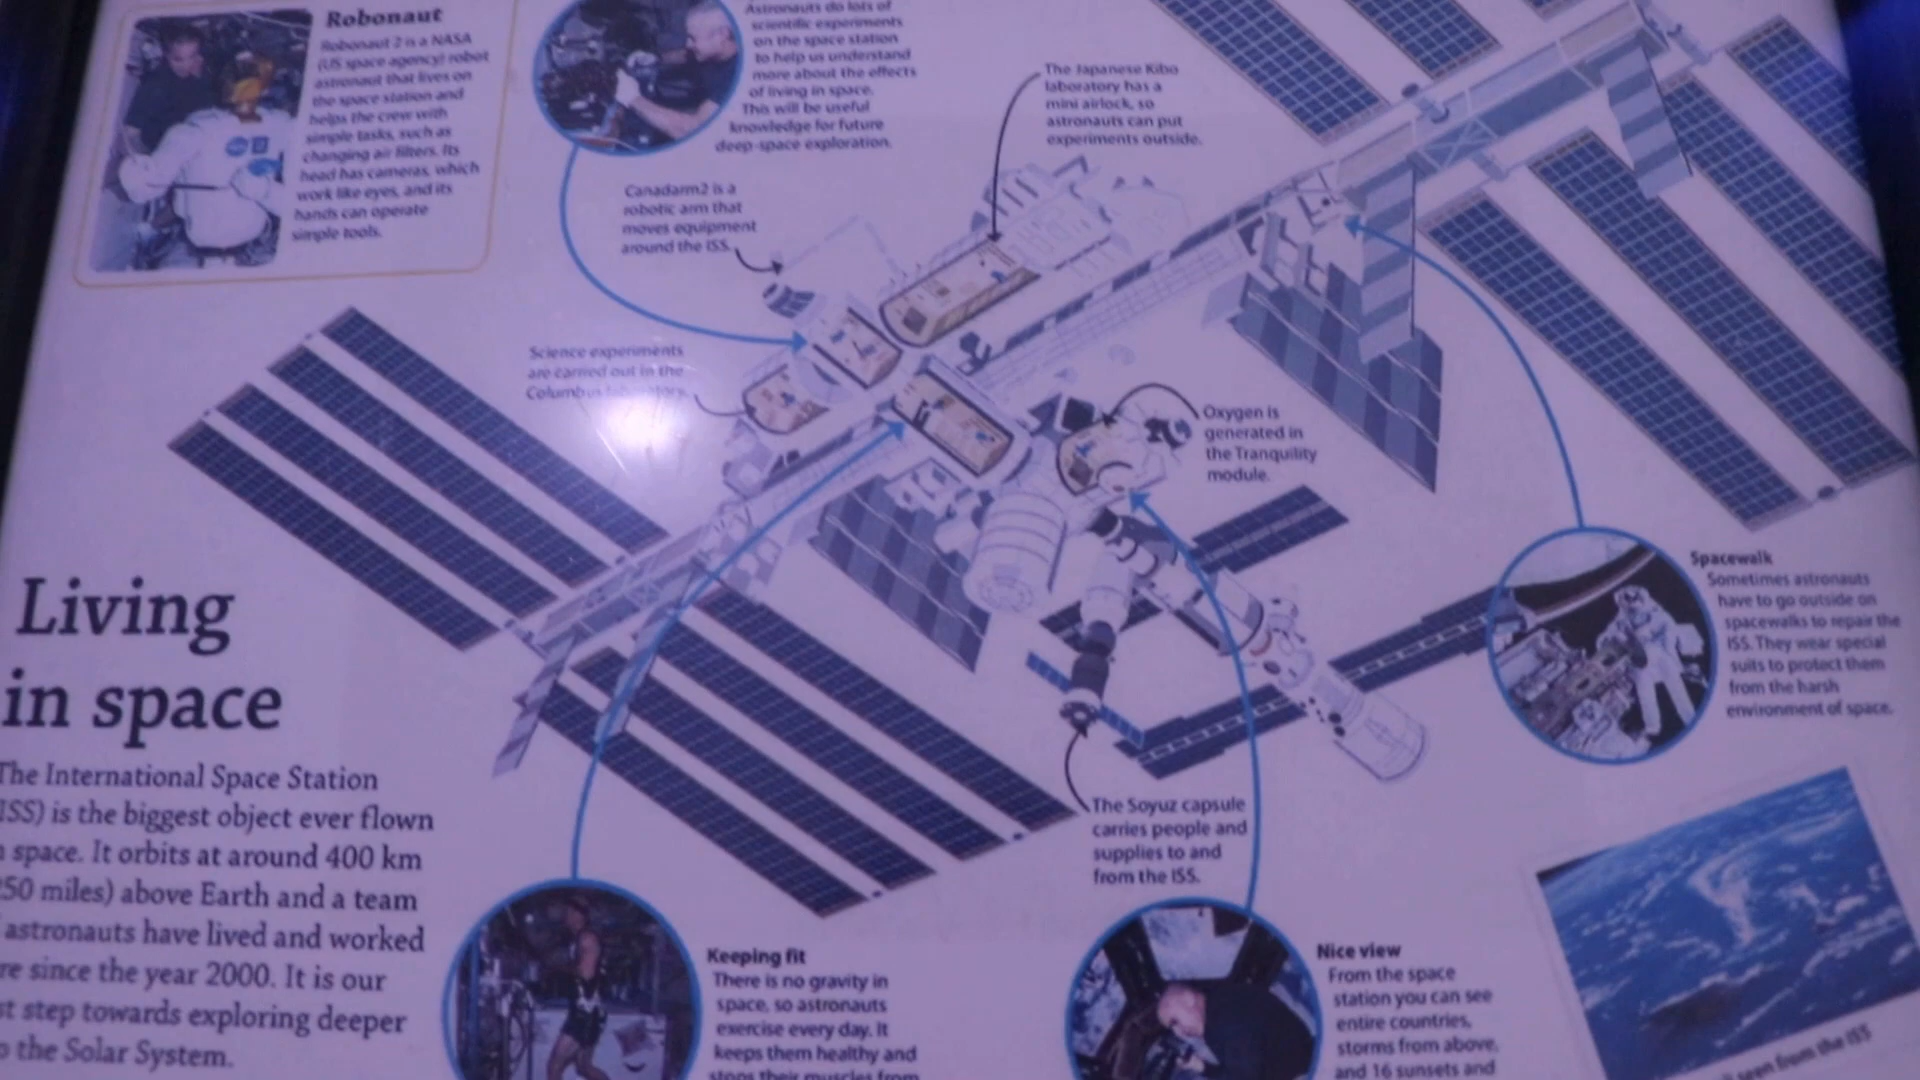 Robonaut
Robonaut 2 is a NASA
(US space agency) robot
astronaut that lives on
the space station and
helps the crew with
simple tasks, such as
changing air filters. Its
head has cameras, which
work like eyes, and its
hands can operate
simple tools.
Astronauts do lots of
scientific experiments
on the space station
to help us understand
more about the effects
of living in space.
This will be useful
knowledge for future
deep-space exploration.
The Japanese Kibo
laboratory has a
mini airlock, so
astronauts can put
experiments outside.
Canadarm2 is a
robotic arm that
moves equipment
around the ISS.
Science experiments
are carried out in the
Columbus laboratory.
Oxygen is
generated in
the Tranquility
module.
Spacewalk
Sometimes astronauts
have to go outside on
spacewalks to repair the
ISS. They wear special
suits to protect them
from the harsh
environment of space.
Living
in space
The International Space Station
ISS) is the biggest object ever flown
space. It orbits at around 400 km
50 miles) above Earth and a team
astronauts have lived and worked
re since the year 2000. It is our
st step towards exploring deeper
the Solar System.
The Soyuz capsule
carries people and
supplies to and
from the ISS.
Keeping fit
There is no gravity in
space, so astronauts
exercise every day. It
keeps them healthy and
stops their muscles from
Nice view
From the space
station you can see
entire countries,
storms from above,
and 16 sunsets and
seen from the ISS